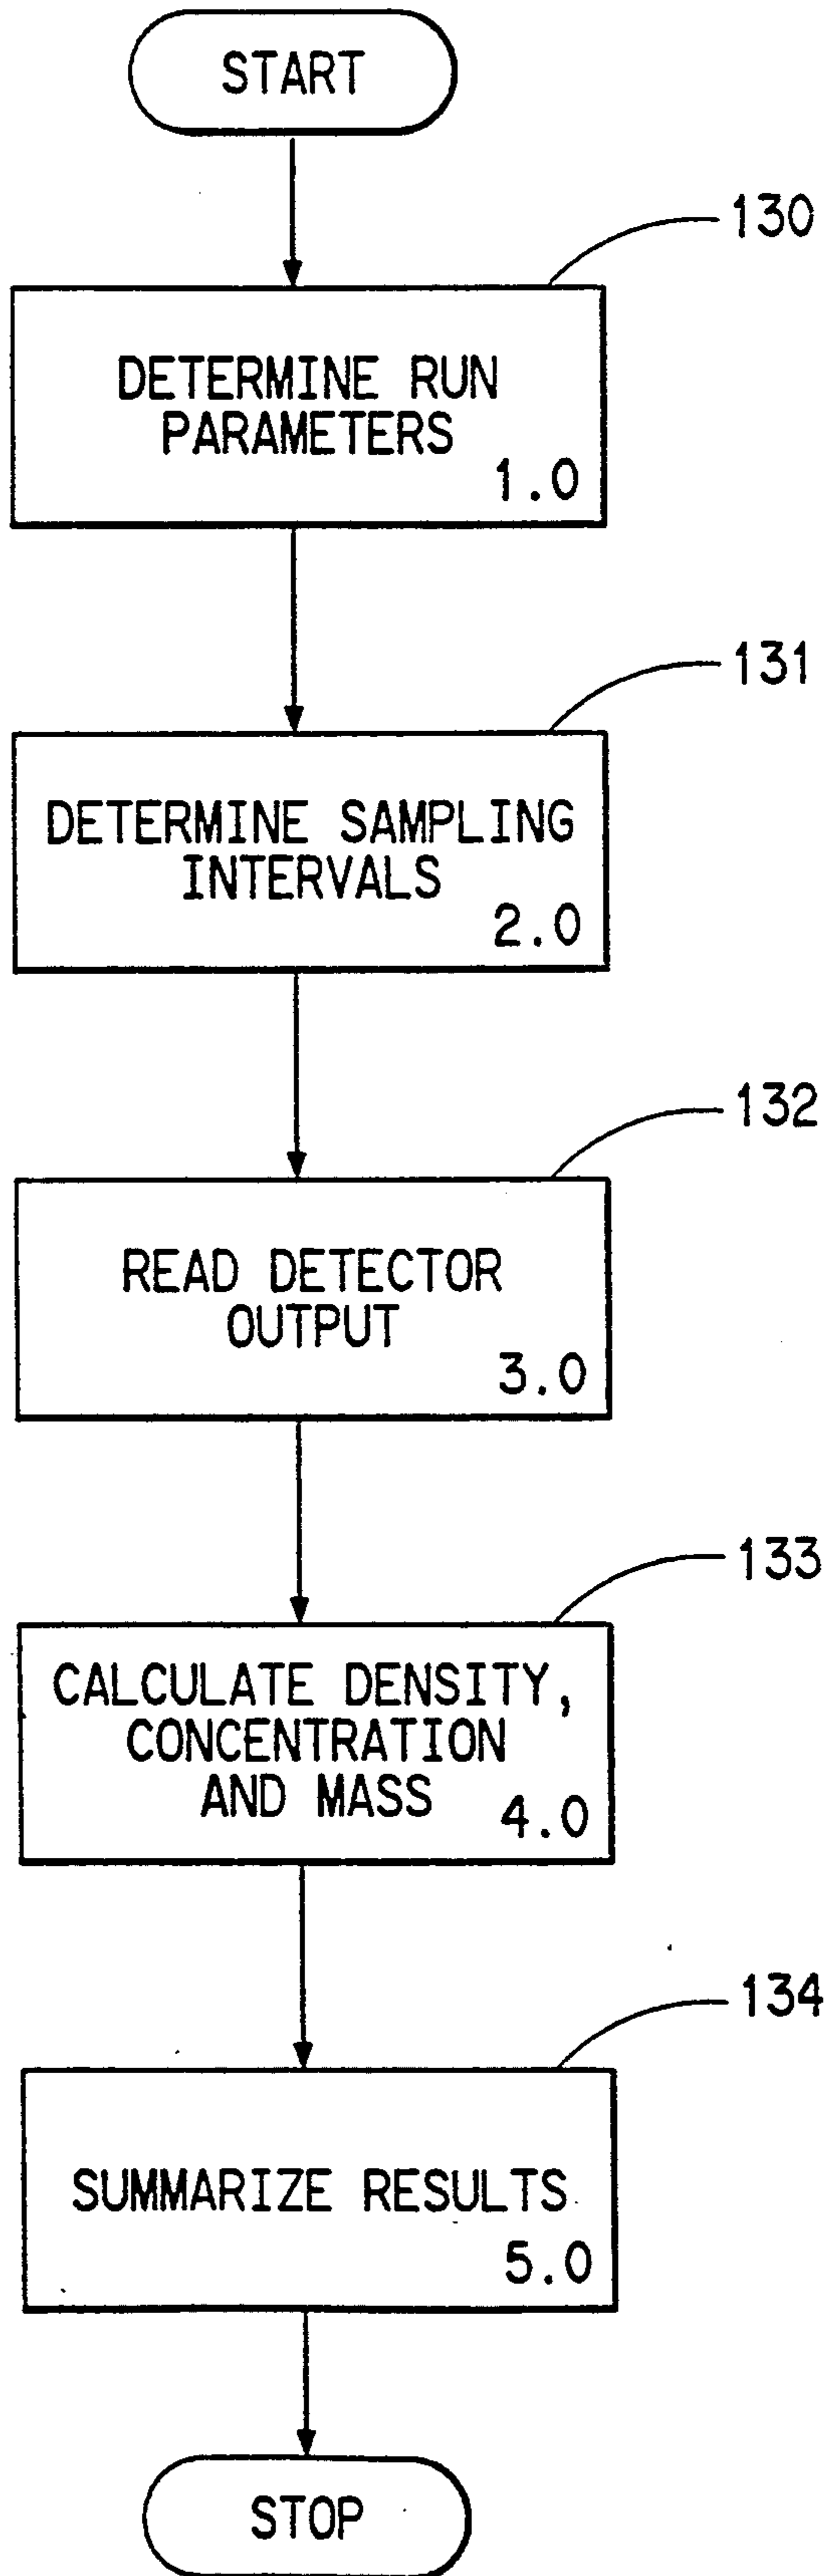 START
130
DETERMINE RUN
PARAMETERS
1.0
131
DETERMINE SAMPLING
INTERVALS
2.0
132
READ DETECTOR
OUTPUT
3.0
133
CALCULATE DENSITY,
CONCENTRATION
AND MASS
4.0
134
SUMMARIZE RESULTS
5.0
STOP